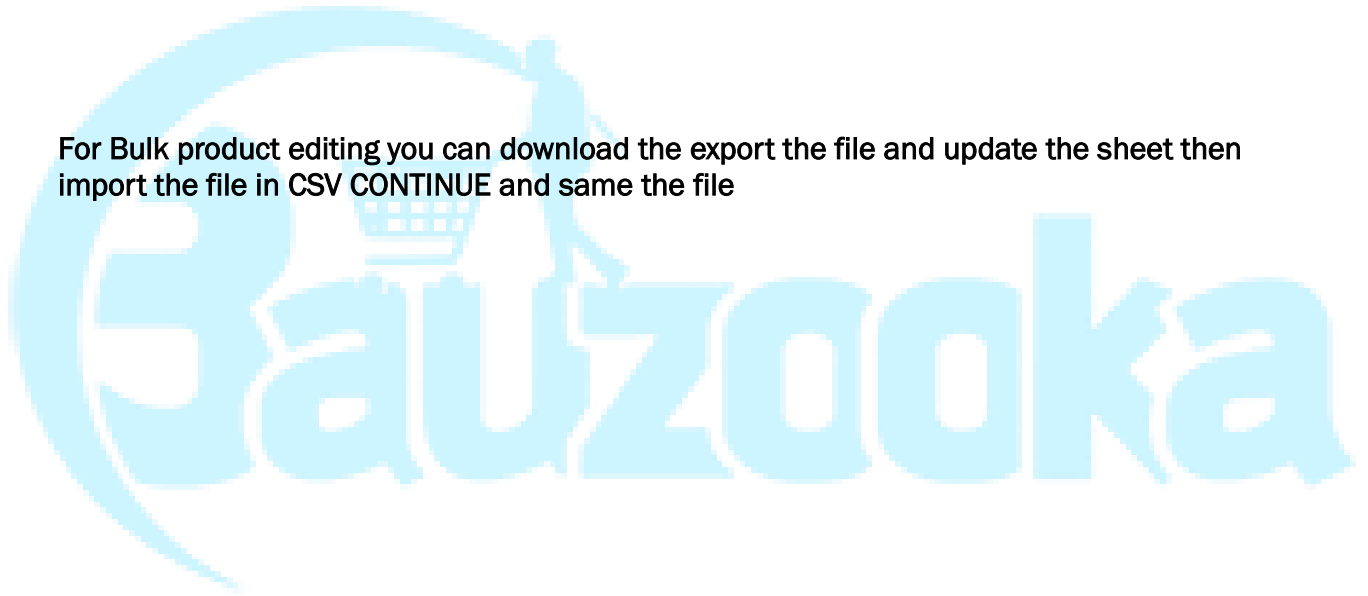 For Bulk product editing you can download the export the file and update the sheet then
import the file in CSV CONTINUE and same the file
Bauzooka